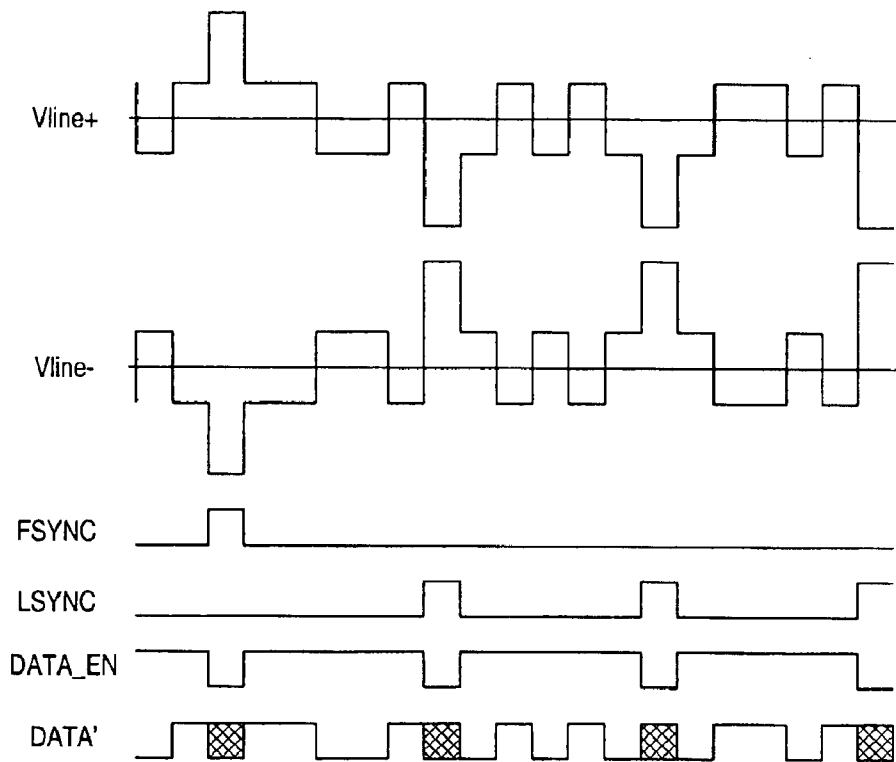 Vline+
Vline-
FSYNC
LSYNC
DATA_EN
DATA'